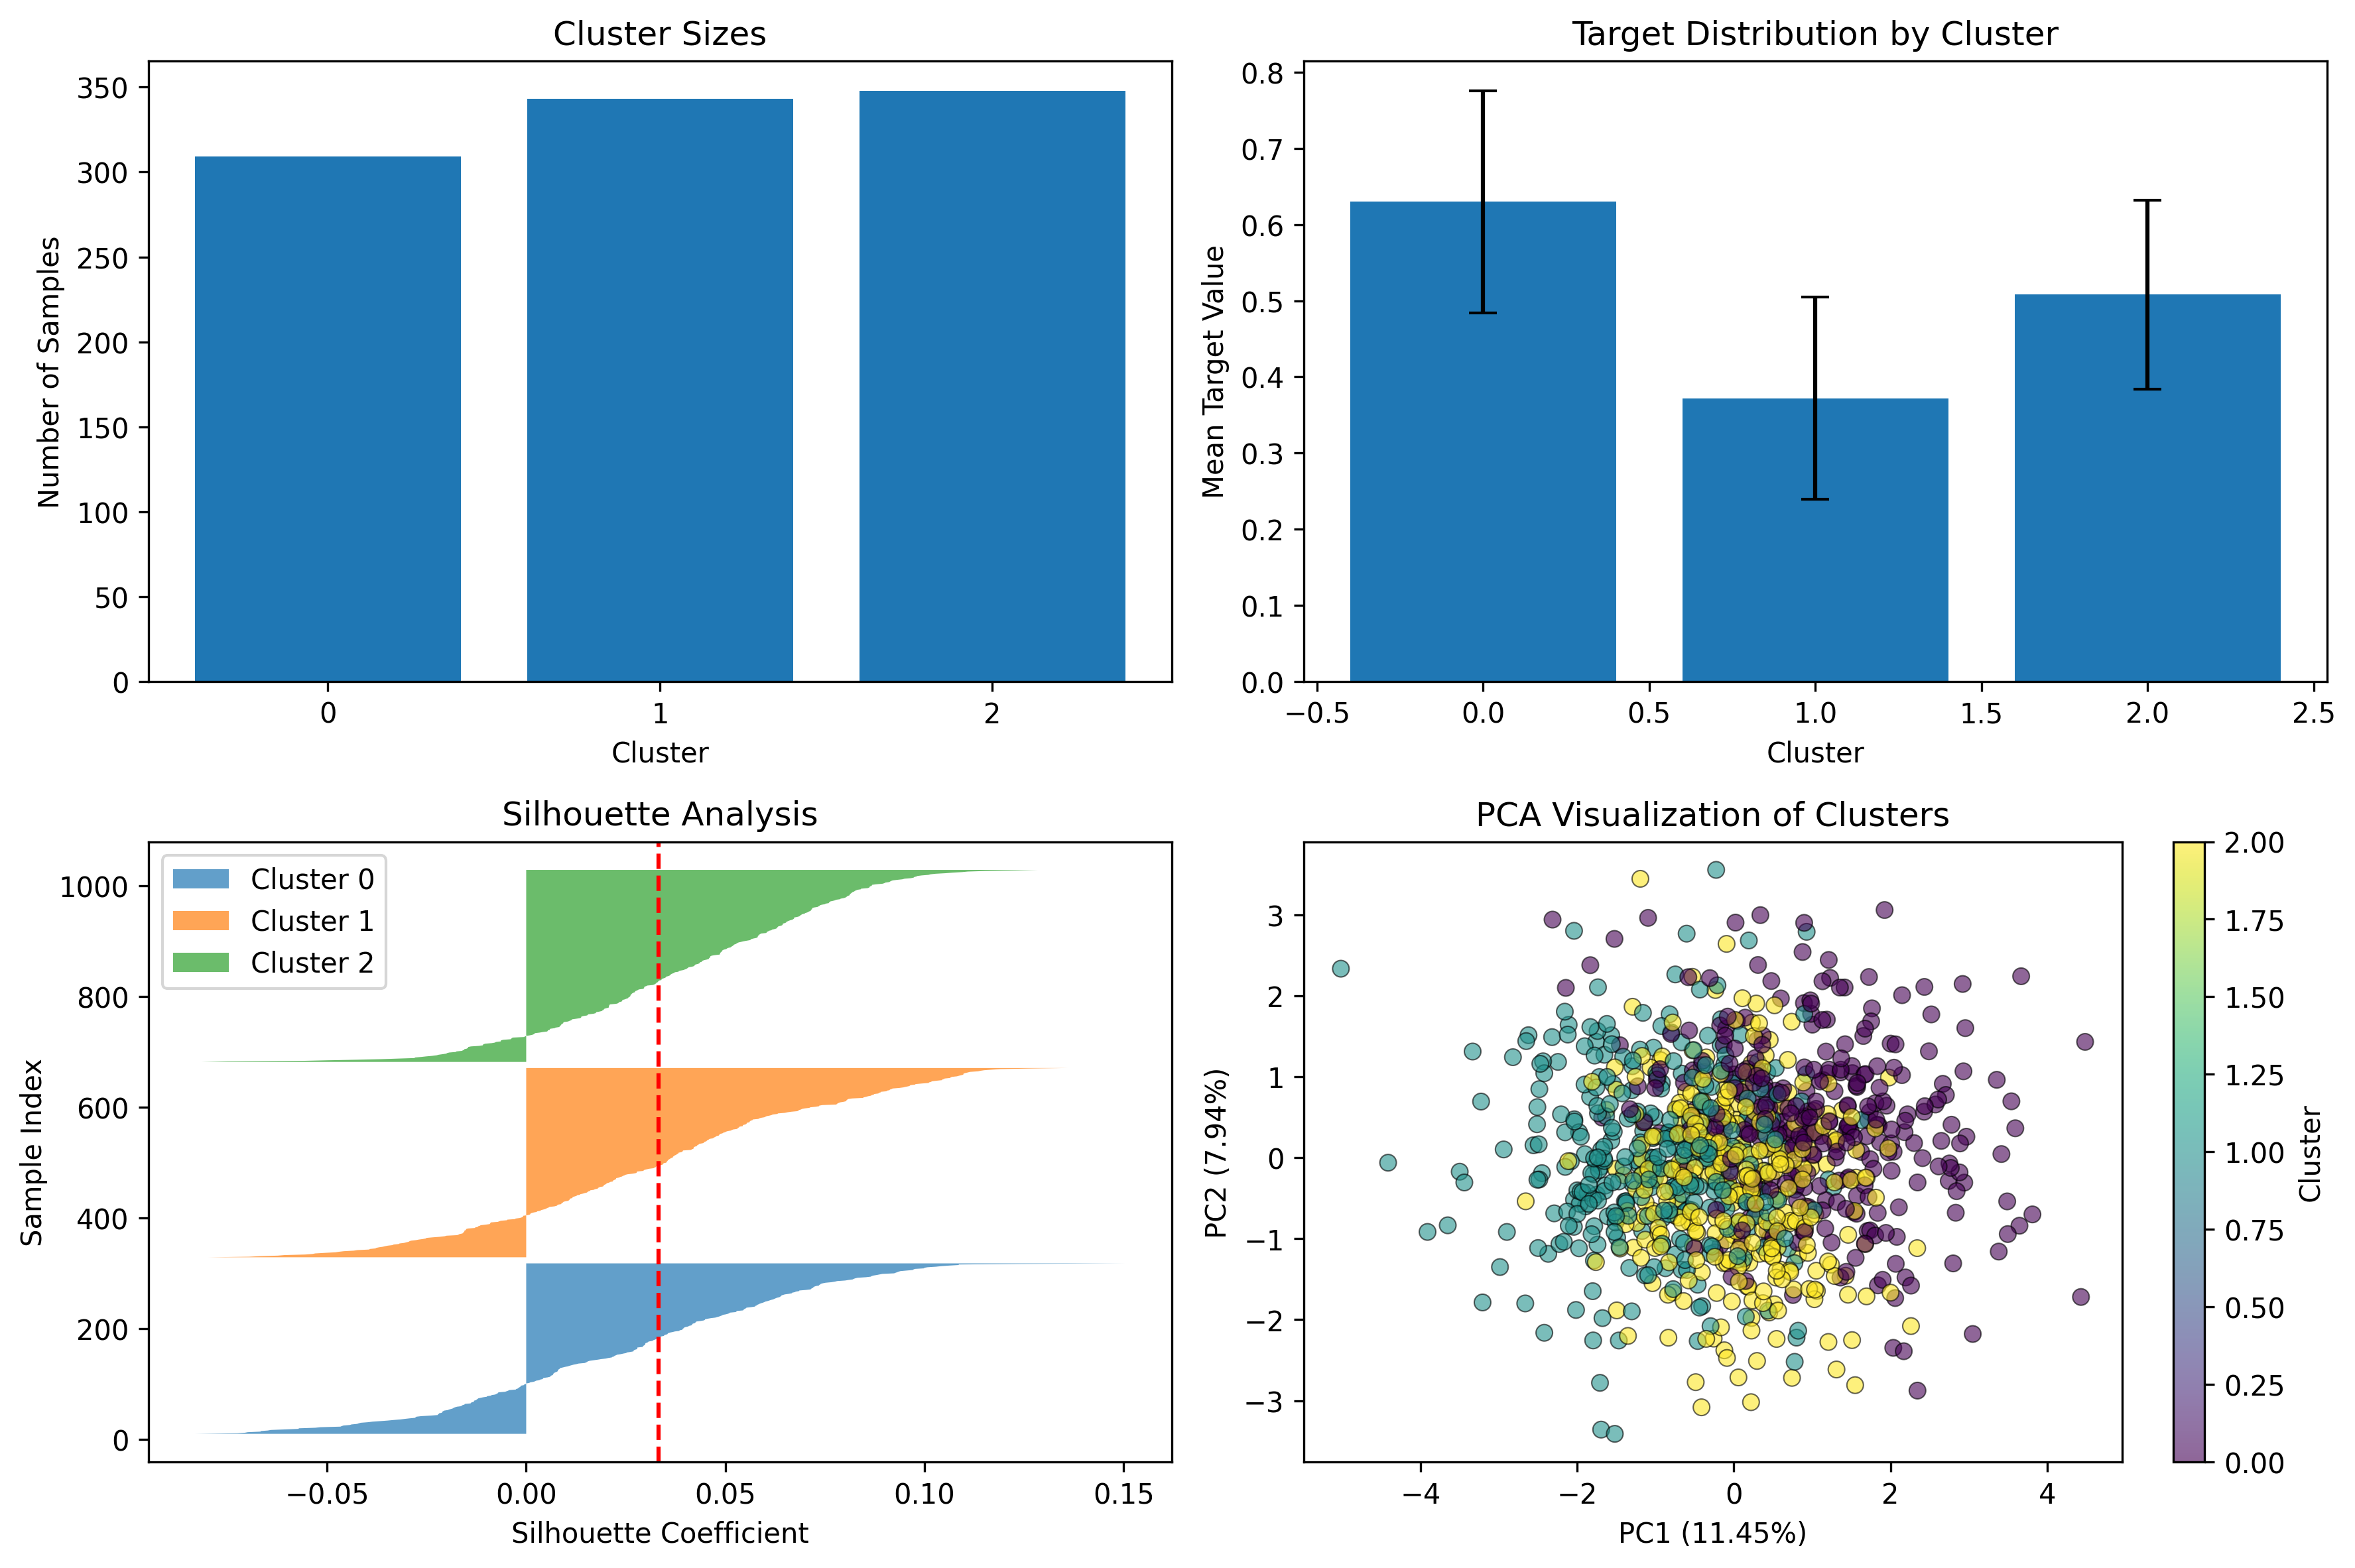 Cluster Sizes
350
300
250
200
150
100
50
0
Number of Samples
0 1 2
Cluster
Target Distribution by Cluster
0.8
0.7
0.6
0.5
0.4
0.3
0.2
0.1
0.0
Mean Target Value
−0.5 0.0 0.5 1.0 1.5 2.0 2.5
Cluster
Silhouette Analysis
Cluster 0
Cluster 1
Cluster 2
1000
800
600
400
200
0
Sample Index
−0.05 0.00 0.05 0.10 0.15
Silhouette Coefficient
PCA Visualization of Clusters
3
2
1
0
−1
−2
−3
PC2 (7.94%)
−4 −2 0 2 4
PC1 (11.45%)
2.00
1.75
1.50
1.25
1.00
0.75
0.50
0.25
0.00
Cluster